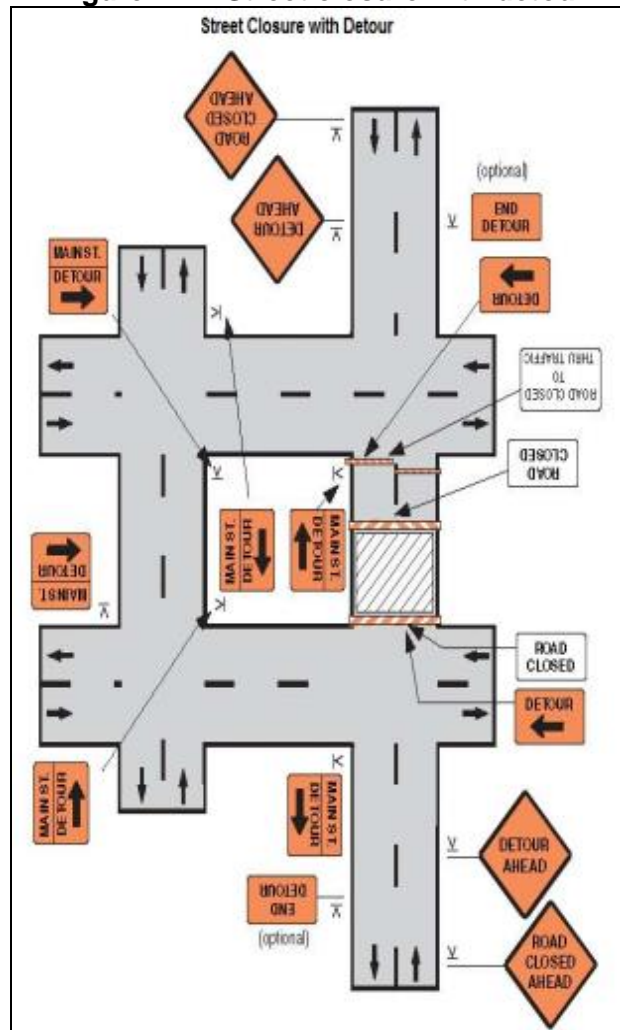 Street Closure with Detour
ROAD
CLOSED
AHEAD
(optional)
END
DETOUR
DETOUR
AHEAD
MAIN ST.
DETOUR
DETOUR
ROAD CLOSED
TO
THRU TRAFFIC
ROAD
CLOSED
MAIN ST.
DETOUR
MAIN ST.
DETOUR
MAIN ST.
DETOUR
ROAD
CLOSED
DETOUR
MAIN ST.
DETOUR
MAIN ST.
DETOUR
DETOUR
AHEAD
END
DETOUR
(optional)
ROAD
CLOSED
AHEAD